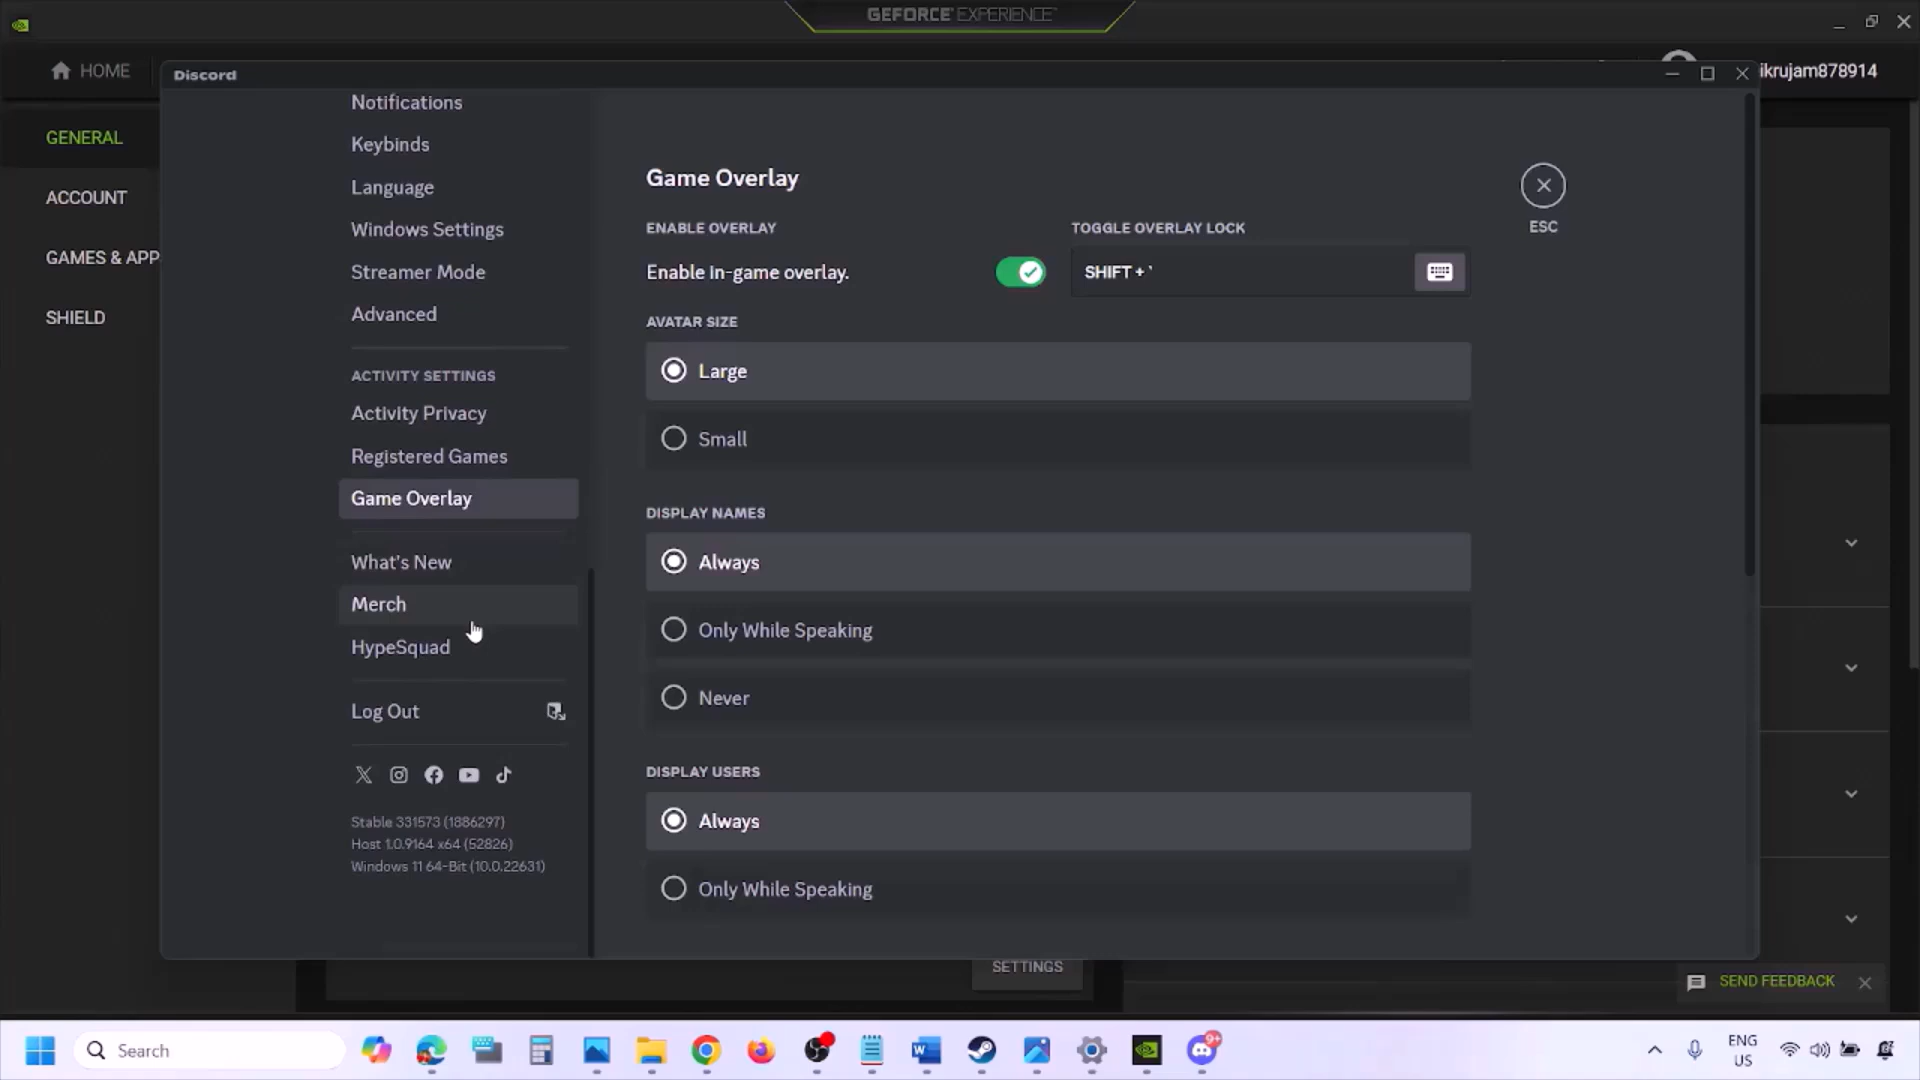 GEFORCE EXPERIENCE
HOME
ikrujam878914
GENERAL
ACCOUNT
GAMES & APP
SHIELD
Discord
Notifications
Keybinds
Language
Windows Settings
Streamer Mode
Advanced
ACTIVITY SETTINGS
Activity Privacy
Registered Games
Game Overlay
What's New
Merch
HypeSquad
Log Out
Stable 331573 (1886297)
Host 1.0.9164 x64 (52826)
Windows 11 64-Bit (10.0.22631)
Game Overlay
ENABLE OVERLAY
Enable in-game overlay.
TOGGLE OVERLAY LOCK
SHIFT + `
ESC
AVATAR SIZE
Large
Small
DISPLAY NAMES
Always
Only While Speaking
Never
DISPLAY USERS
Always
Only While Speaking
SETTINGS
SEND FEEDBACK
Search
9+
ENG
US